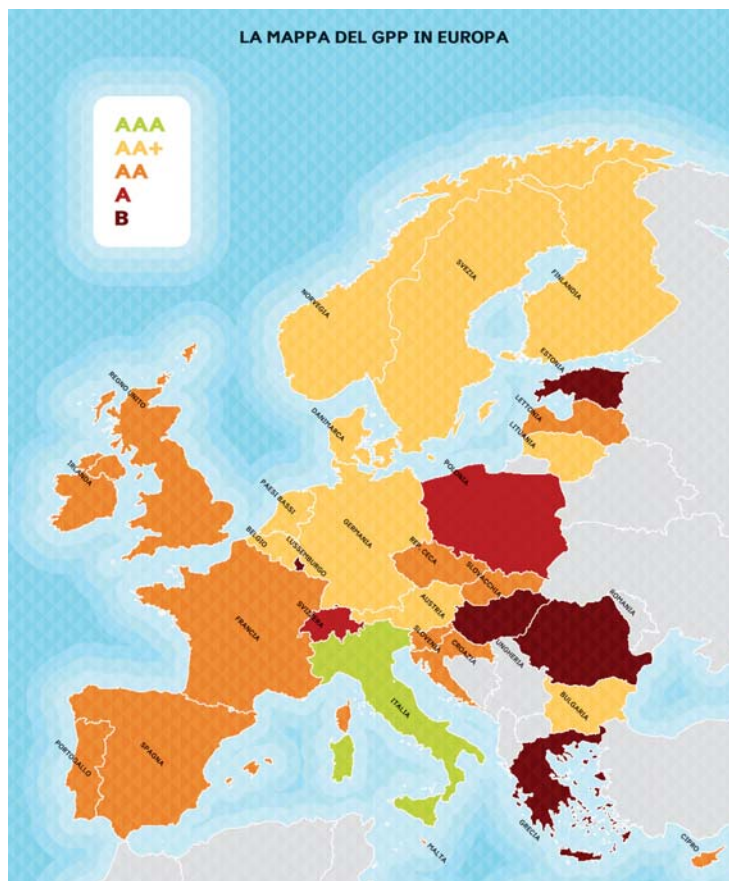 LA MAPPA DEL GPP IN EUROPA
AAA
AA+
AA
A
B
NORVEGIA
SVEZIA
FINLANDIA
ESTONIA
LETTONIA
LITUANIA
REGNO UNITO
IRLANDA
DANIMARCA
PAESI BASSI
BELGIO
LUSSEMBURGO
GERMANIA
POLONIA
REP. CECA
SLOVACCHIA
AUSTRIA
SVIZZERA
FRANCIA
SLOVENIA
CROAZIA
UNGHERIA
ROMANIA
BULGARIA
ITALIA
PORTOGALLO
SPAGNA
MALTA
GRECIA
CIPRO